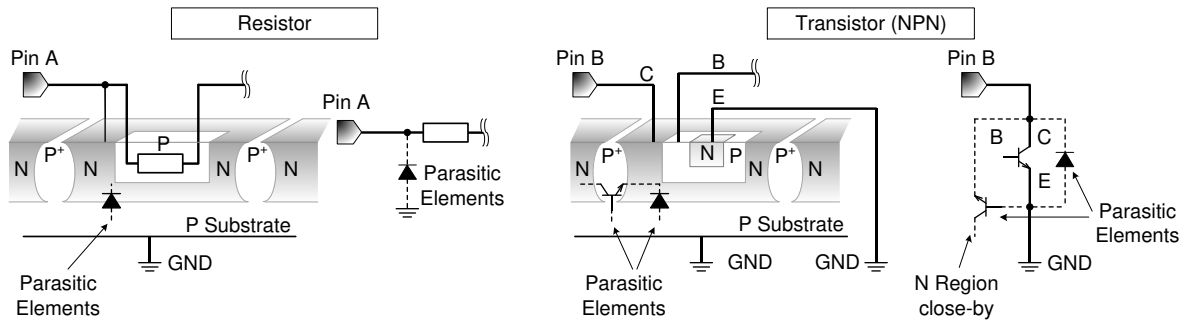 Resistor
Transistor (NPN)
Pin A
Pin A
N
P+
N
P
P+
N
N
Parasitic
Elements
P Substrate
GND
Parasitic
Elements
Pin B
C
B
E
N
P+
N
N
P
P+
N
N
P Substrate
GND
GND
Parasitic
Elements
Pin B
B
C
E
Parasitic
Elements
GND
N Region
close-by